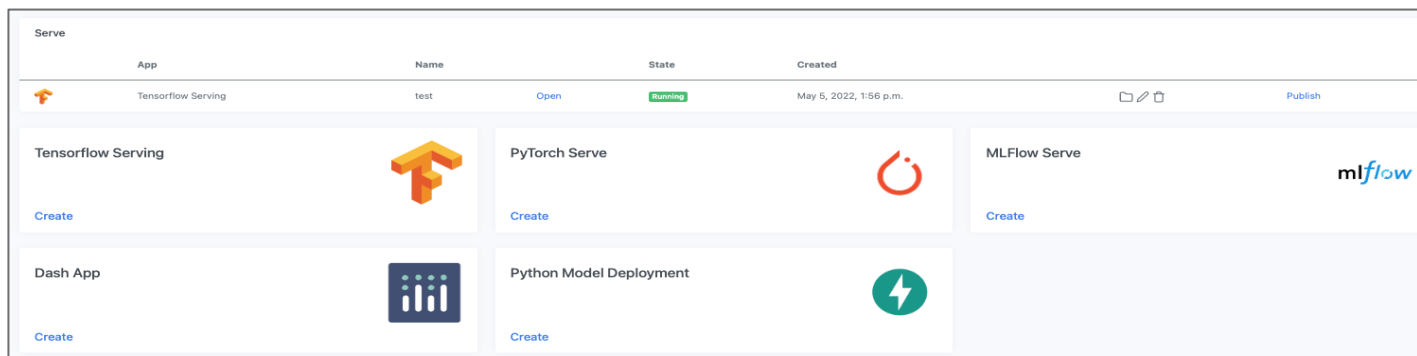 Serve
App Name State Created
Tensorflow Serving test Open Running May 5, 2022, 1:56 p.m. Publish
Tensorflow Serving
Create
PyTorch Serve
Create
MLFlow Serve
mlflow
Create
Dash App
Create
Python Model Deployment
Create